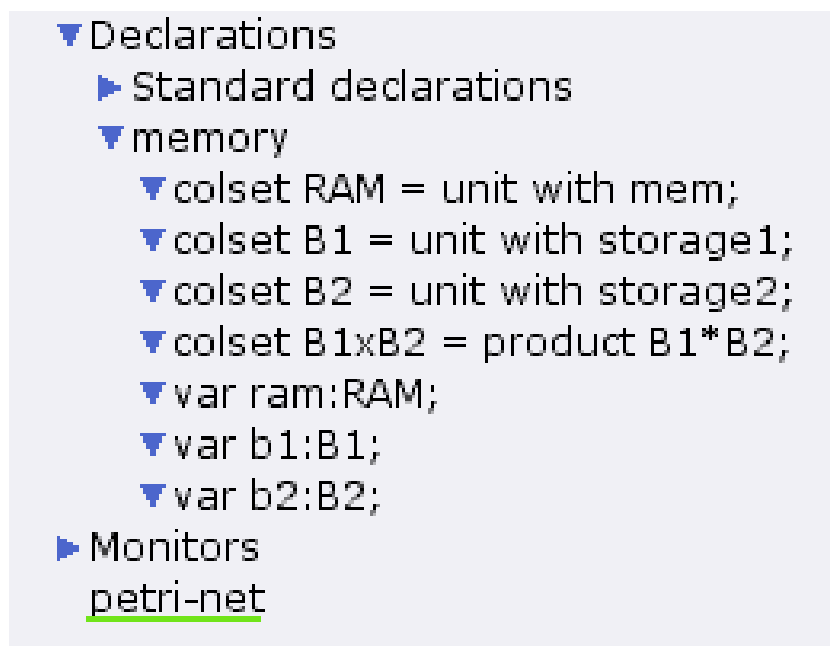 Declarations
Standard declarations
memory
colset RAM = unit with mem;
colset B1 = unit with storage1;
colset B2 = unit with storage2;
colset B1xB2 = product B1*B2;
var ram:RAM;
var b1:B1;
var b2:B2;
Monitors
petri-net